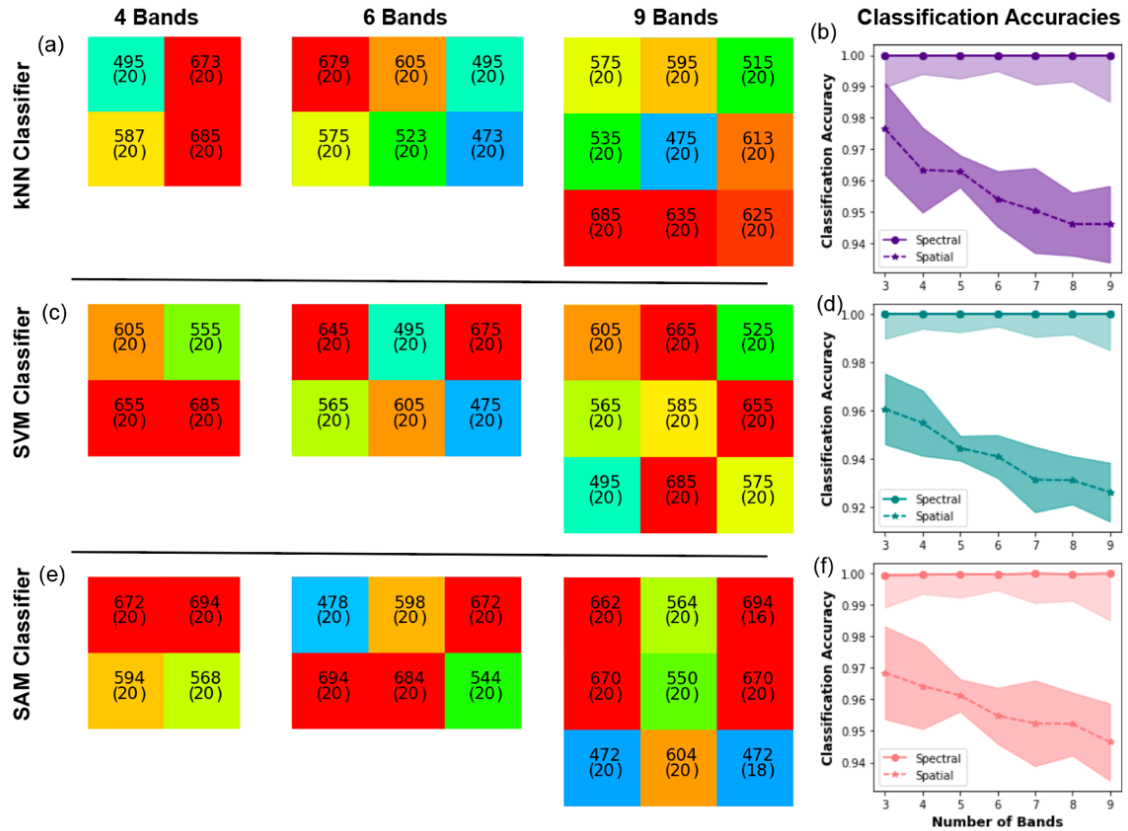 4 Bands 6 Bands 9 Bands Classification Accuracies
kNN Classifier
(a)
495 673
(20) (20)
587 685
(20) (20)
679 605 495
(20) (20) (20)
575 523 473
(20) (20) (20)
575 595 515
(20) (20) (20)
535 475 613
(20) (20) (20)
685 635 625
(20) (20) (20)
(b)
Classification Accuracy
1.00
0.99
0.98
0.97
0.96
0.95
0.94
Spectral
Spatial
3 4 5 6 7 8 9
SVM Classifier
(c)
605 555
(20) (20)
655 685
(20) (20)
645 495 675
(20) (20) (20)
565 605 475
(20) (20) (20)
605 665 525
(20) (20) (20)
565 585 655
(20) (20) (20)
495 685 575
(20) (20) (20)
(d)
Classification Accuracy
1.00
0.98
0.96
0.94
0.92
Spectral
Spatial
3 4 5 6 7 8 9
SAM Classifier
(e)
672 694
(20) (20)
594 568
(20) (20)
478 598 672
(20) (20) (20)
694 684 544
(20) (20) (20)
662 564 694
(20) (20) (16)
670 550 670
(20) (20) (20)
472 604 472
(20) (20) (18)
(f)
Classification Accuracy
1.00
0.99
0.98
0.97
0.96
0.95
0.94
Spectral
Spatial
3 4 5 6 7 8 9
Number of Bands